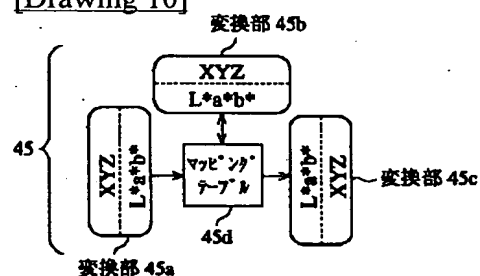 [Drawing 10]
変換部 45b
XYZ
L*a*b*
45
XYZ
L*a*b*
マッピング
テーブル
L*a*b*
XYZ
変換部 45c
45d
変換部 45a